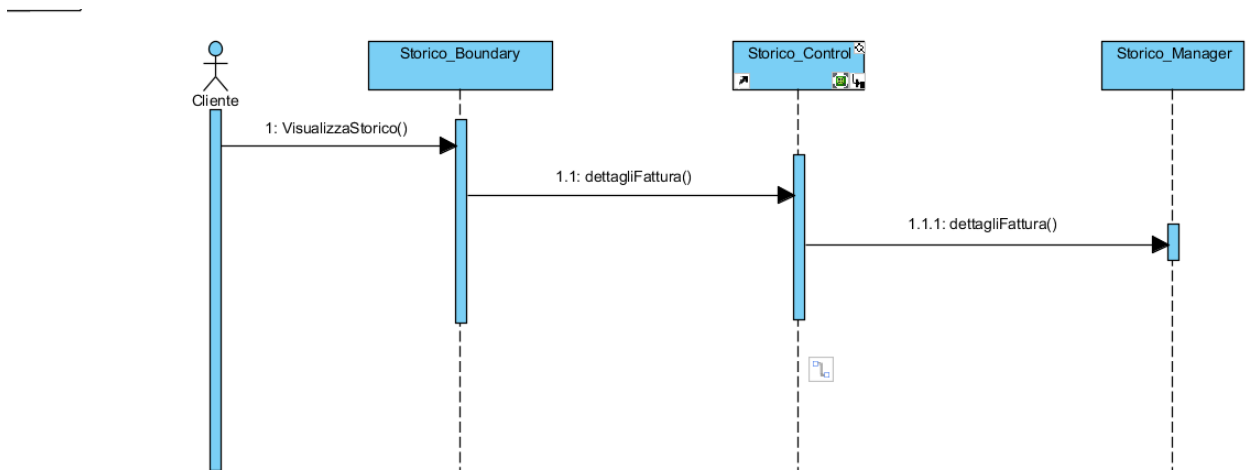 Storico_Boundary
Storico_Control
Storico_Manager
Cliente
1: VisualizzaStorico()
1.1: dettagliFattura()
1.1.1: dettagliFattura()